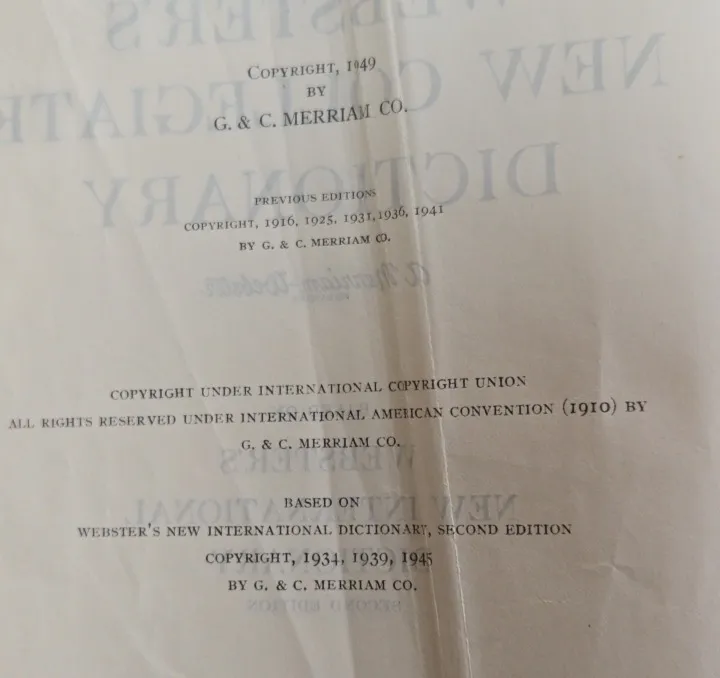 COPYRIGHT, 1949
BY
G. & C. MERRIAM CO.
PREVIOUS EDITIONS
COPYRIGHT, 1916, 1925, 1931, 1936, 1941
BY G. & C. MERRIAM CO.
COPYRIGHT UNDER INTERNATIONAL COPYRIGHT UNION
ALL RIGHTS RESERVED UNDER INTERNATIONAL AMERICAN CONVENTION (1910) BY
G. & C. MERRIAM CO.
BASED ON
WEBSTER'S NEW INTERNATIONAL DICTIONARY, SECOND EDITION
COPYRIGHT, 1934, 1939, 1945
BY G. & C. MERRIAM CO.